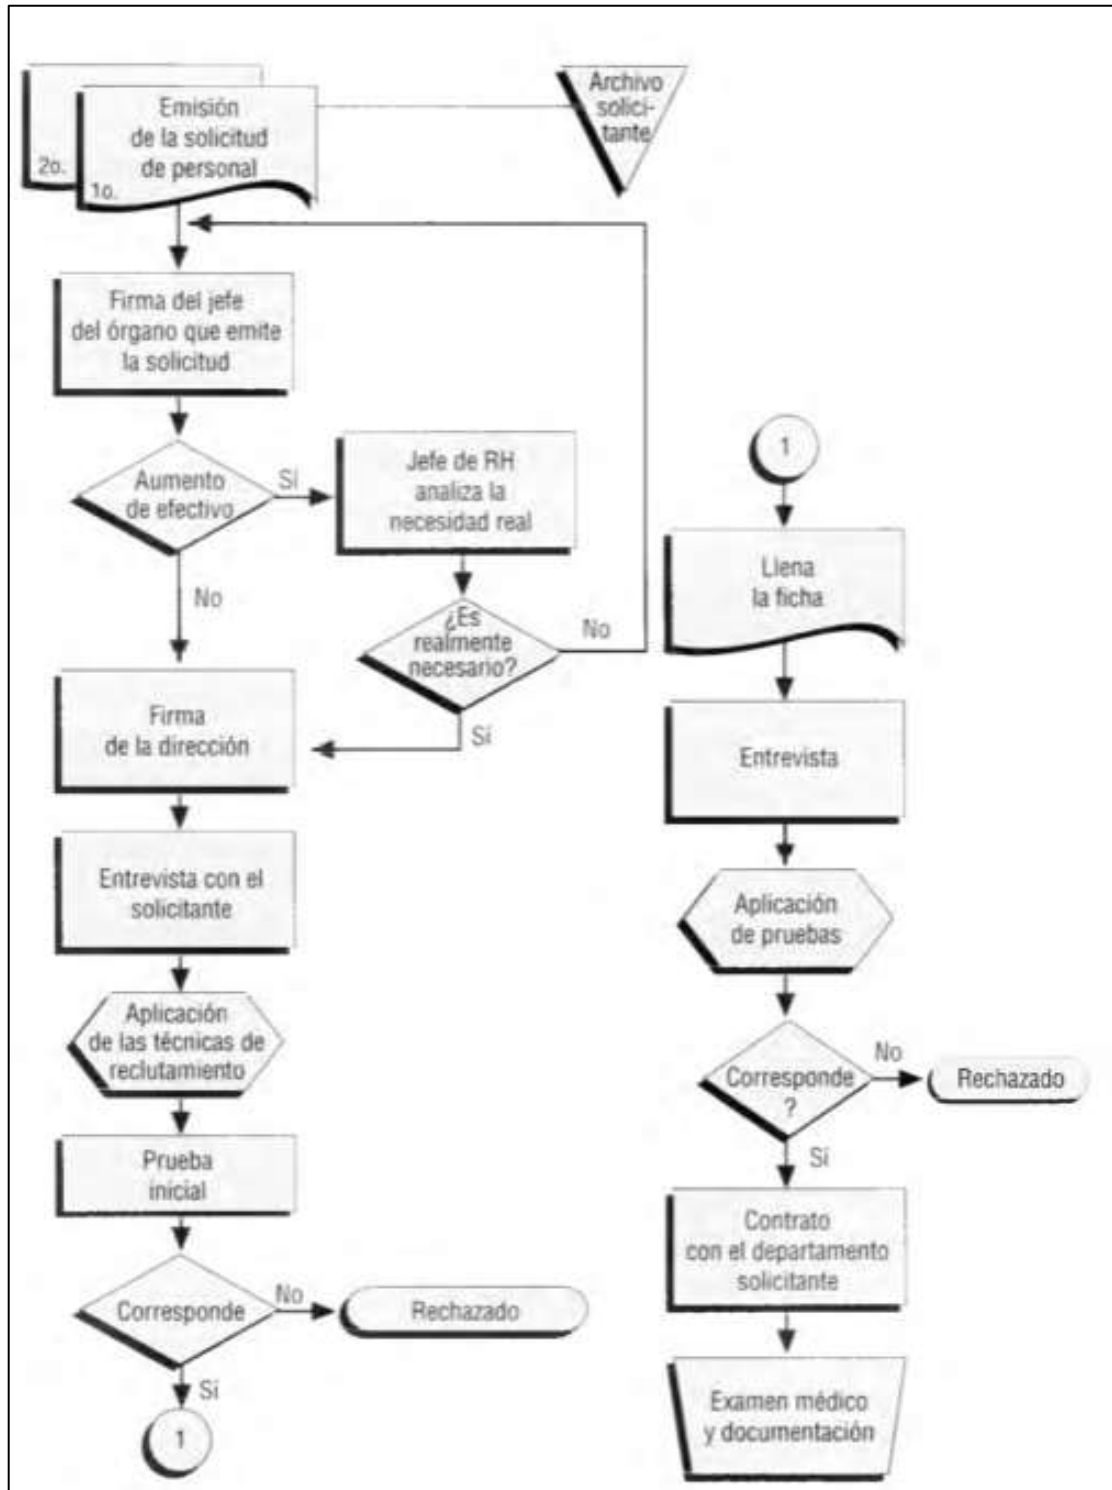 Emisión
de la solicitud
de personal
2o.
1o.
Archivo
solici-
tante
Firma del jefe
del órgano que emite
la solicitud
Aumento
de efectivo
Sí
No
Jefe de RH
analiza la
necesidad real
¿Es
realmente
necesario?
No
Sí
Firma
de la dirección
Entrevista con el
solicitante
Aplicación
de las técnicas de
reclutamiento
Prueba
inicial
Corresponde
No
Rechazado
Sí
1
1
Llena
la ficha
Entrevista
Aplicación
de pruebas
Corresponde
?
No
Rechazado
Sí
Contrato
con el departamento
solicitante
Examen médico
y documentación